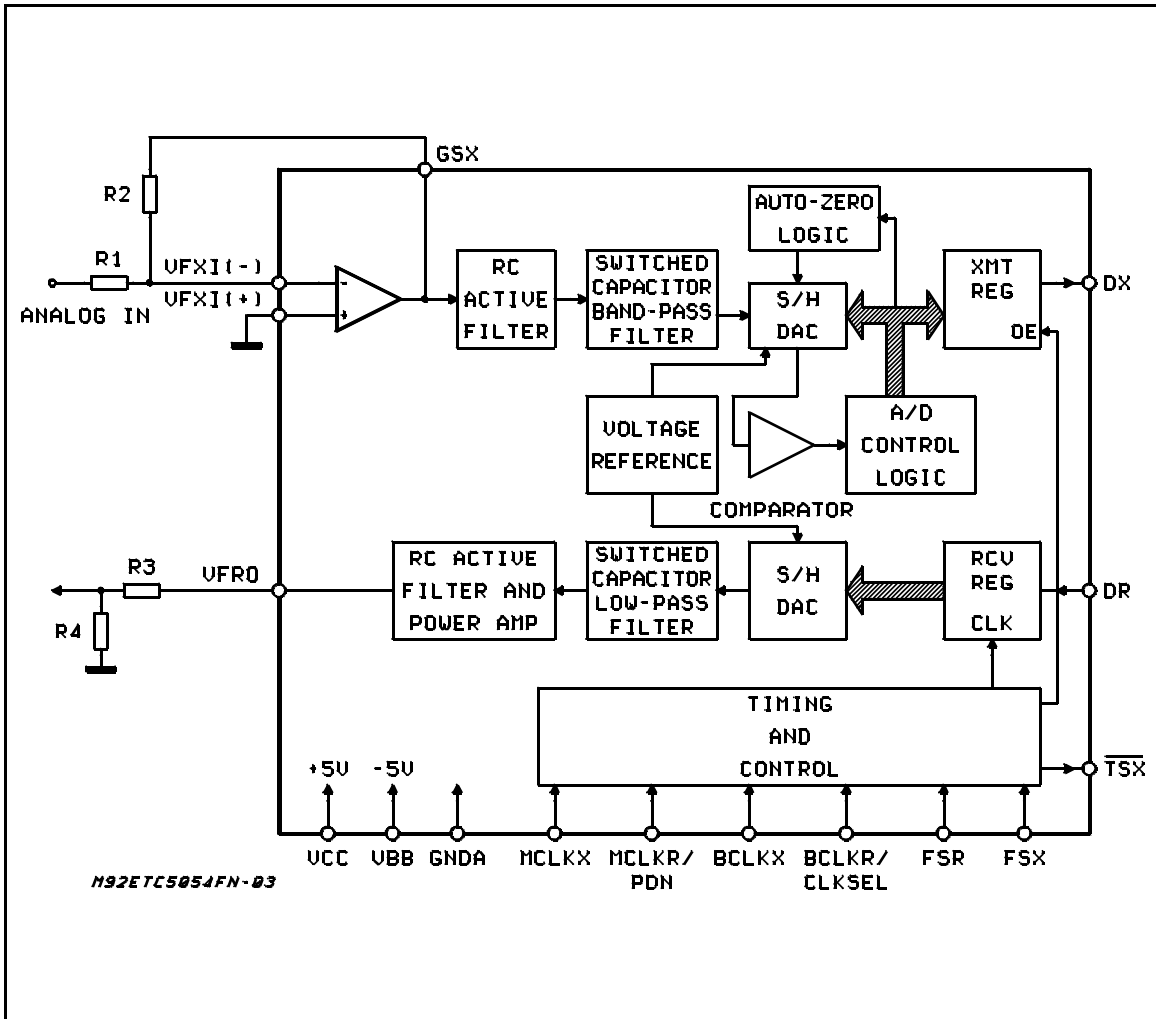 GSX
R2
R1
VFXI(-)
VFXI(+)
ANALOG IN
-
+
RC
ACTIVE
FILTER
SWITCHED
CAPACITOR
BAND-PASS
FILTER
AUTO-ZERO
LOGIC
S/H
DAC
XMT
REG
OE
DX
VOLTAGE
REFERENCE
COMPARATOR
A/D
CONTROL
LOGIC
R3
R4
VFRO
RC ACTIVE
FILTER AND
POWER AMP
SWITCHED
CAPACITOR
LOW-PASS
FILTER
S/H
DAC
RCV
REG
CLK
DR
TIMING
AND
CONTROL
TSX
+5V
-5V
VCC
VBB
GNDA
MCLKX
MCLKR/
PDN
BCLKX
BCLKR/
CLKSEL
FSR
FSX
M92ETC5054FN-03